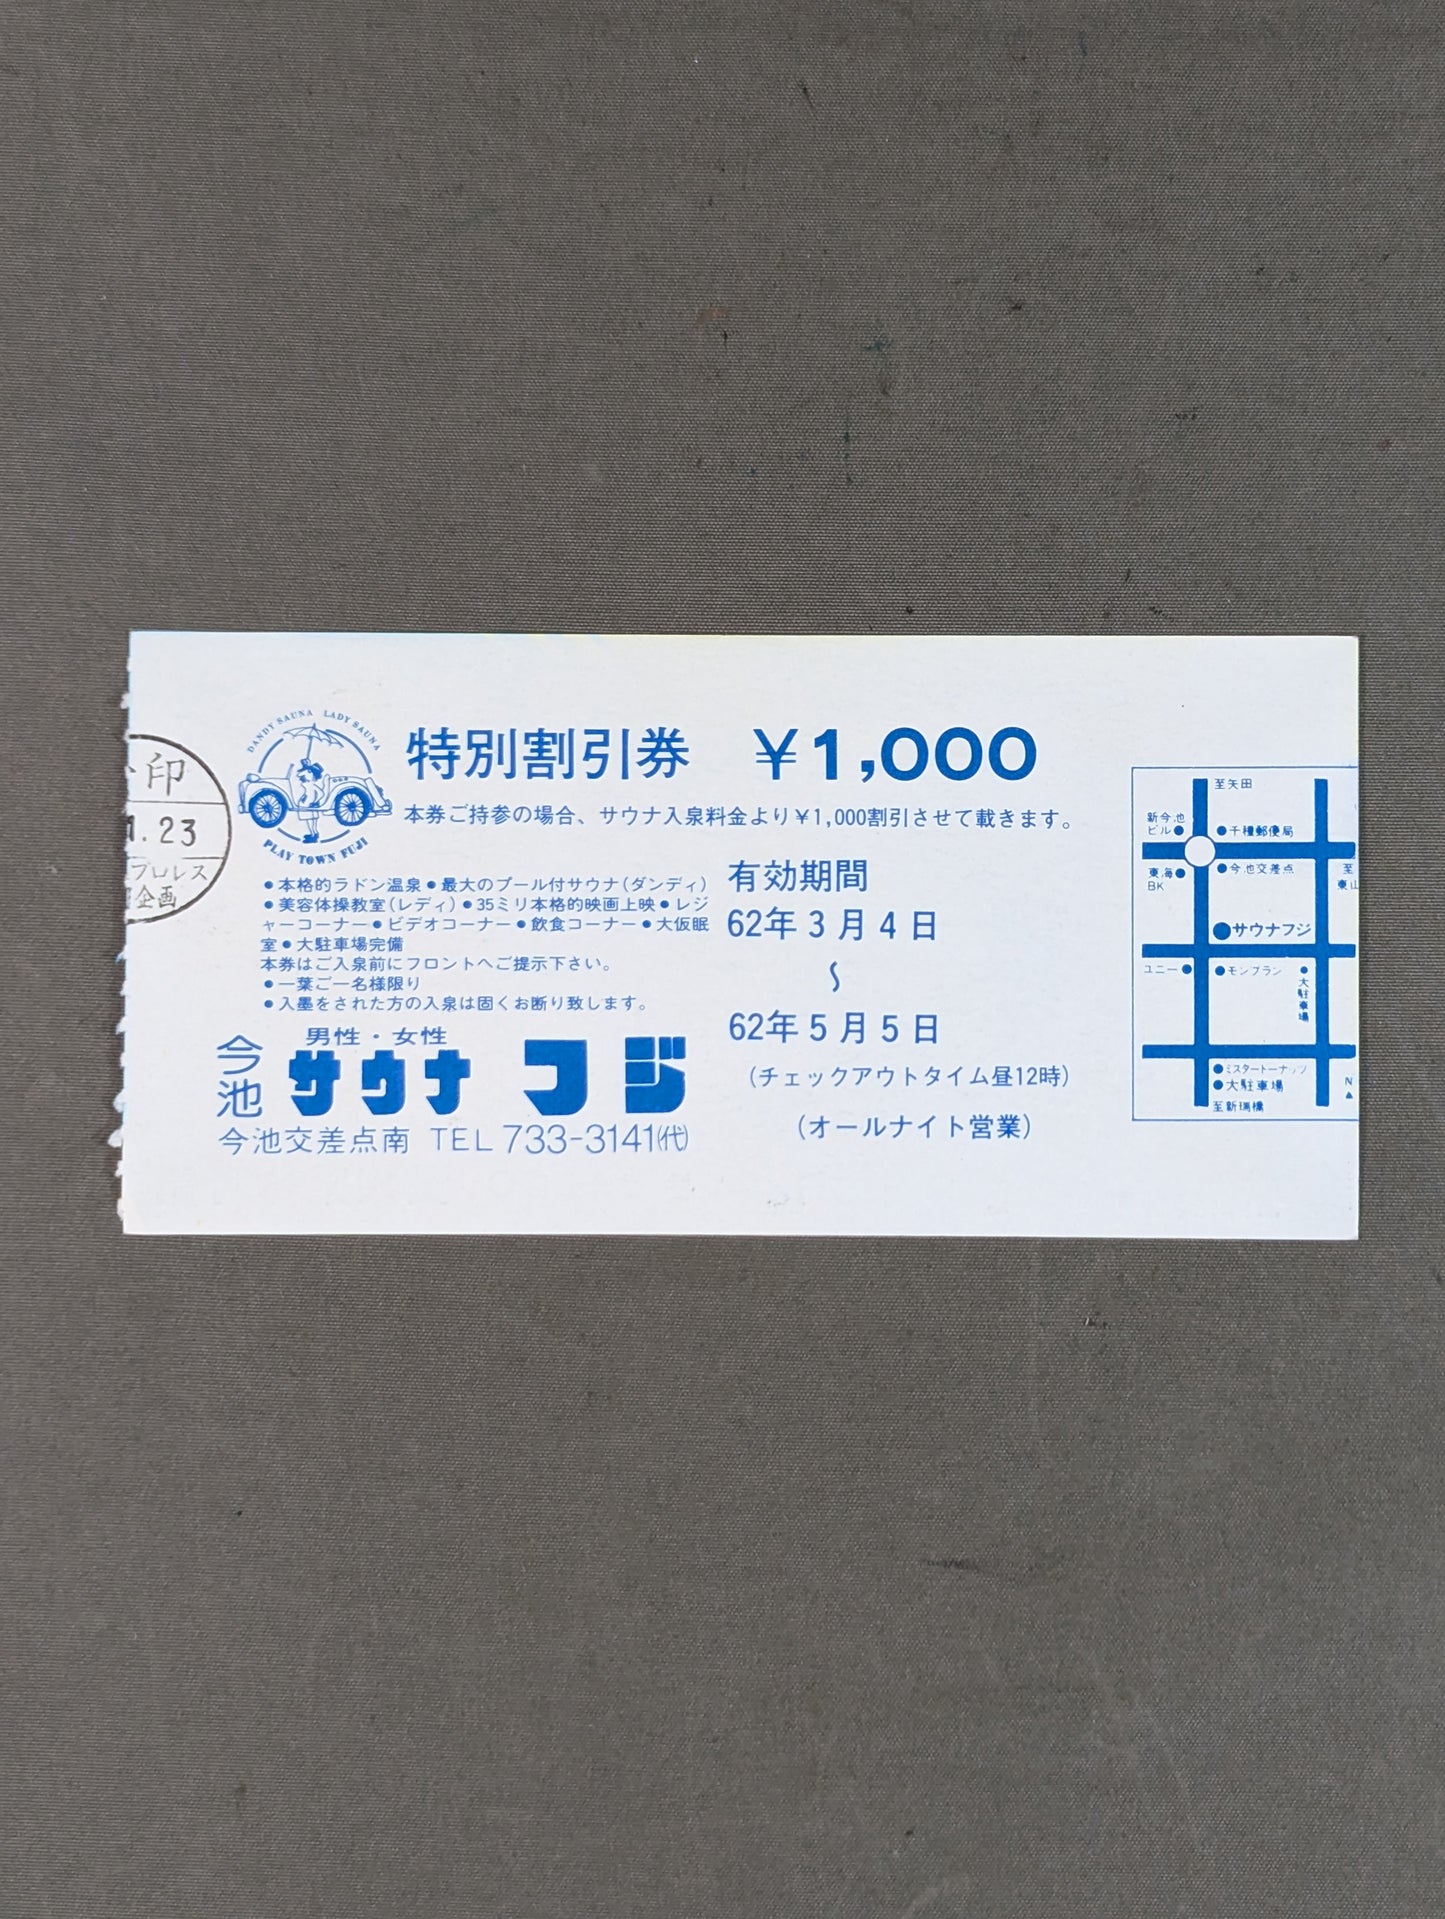 DANDY SAUNA LADY SAUNA
PLAY TOWN FUJI
特別割引券 ¥1,000
本券ご持参の場合、サウナ入泉料金より¥1,000割引させて載きます。
印
1.23
プロレス
企画
●本格的ラドン温泉●最大のプール付サウナ(ダンディ)
●美容体操教室(レディ)●35ミリ本格的映画上映●レジ
ャーコーナー●ビデオコーナー●飲食コーナー●大仮眠
室●大駐車場完備
本券はご入泉前にフロントへご提示下さい。
●一葉ご一名様限り
●入墨をされた方の入泉は固くお断り致します。
有効期間
62年3月4日
〜
62年5月5日
(チェックアウトタイム昼12時)
(オールナイト営業)
男性・女性
今池 サウナ フジ
今池交差点南 TEL 733-3141㈹
至矢田
新今池
ビル●
●千種郵便局
東海●
BK
●今池交差点
至
東山
●サウナフジ
ユニー●
●モンブラン
●大駐車場
●ミスタードーナッツ
●大駐車場
至新瑞橋
N